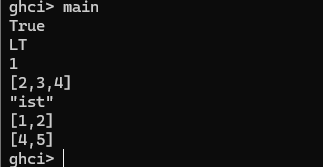 ghci> main
True
LT
1
[2,3,4]
"ist"
[1,2]
[4,5]
ghci>